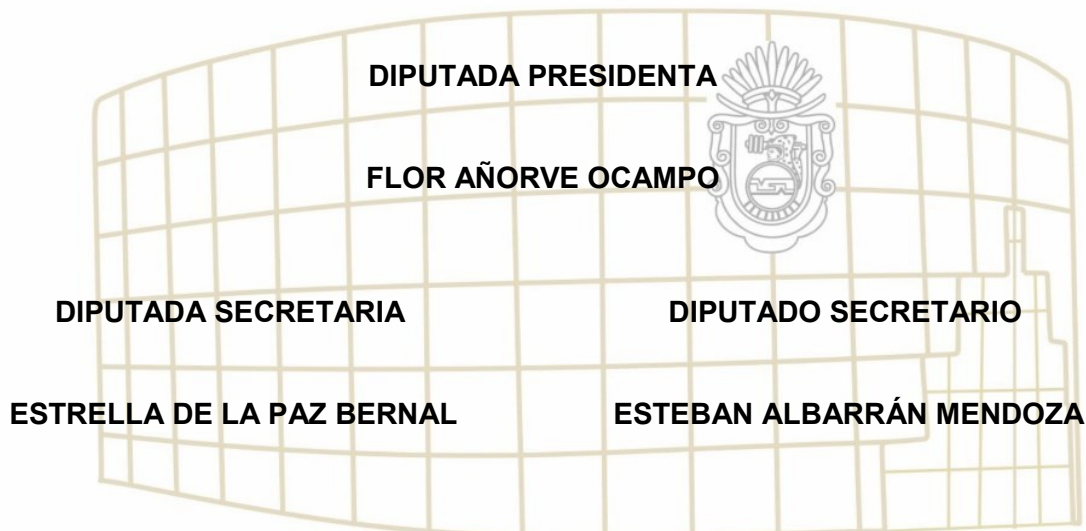 DIPUTADA PRESIDENTA
FLOR AÑORVE OCAMPO
DIPUTADA SECRETARIA
DIPUTADO SECRETARIO
ESTRELLA DE LA PAZ BERNAL
ESTEBAN ALBARRÁN MENDOZA